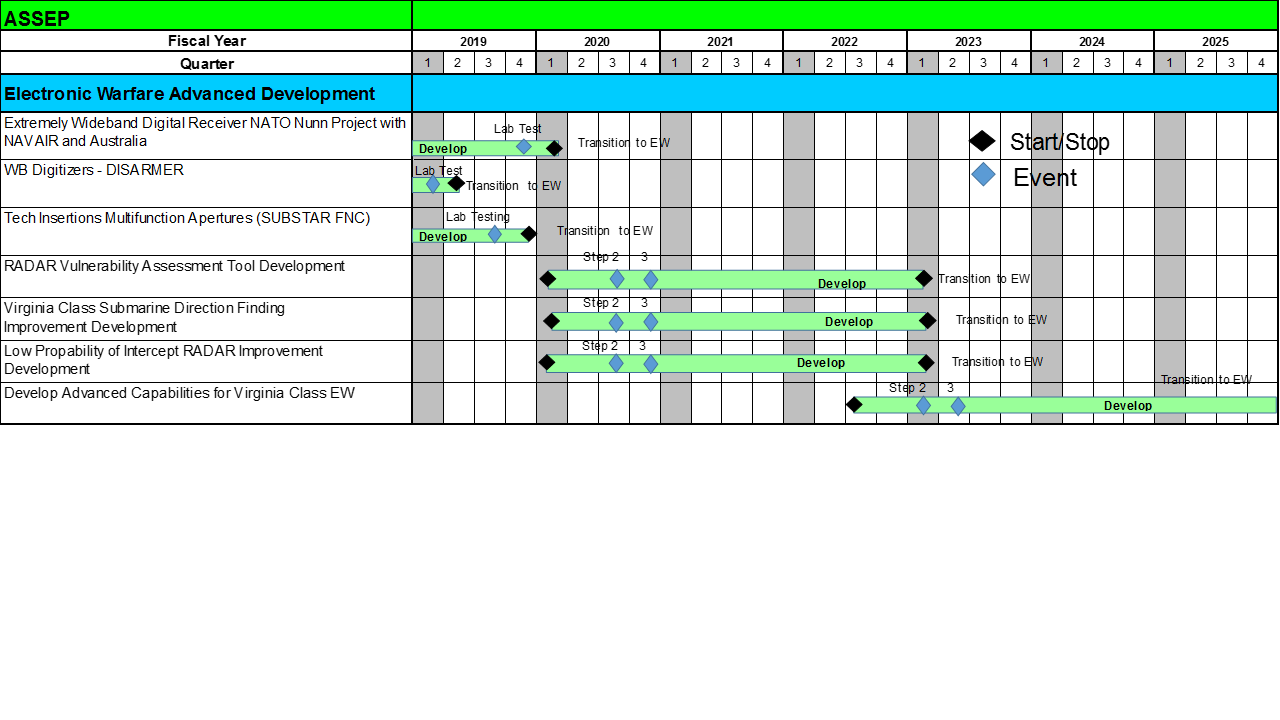 ASSEP
Fiscal Year 2019 2020 2021 2022 2023 2024 2025
Quarter 1 2 3 4 1 2 3 4 1 2 3 4 1 2 3 4 1 2 3 4 1 2 3 4 1 2 3 4
Electronic Warfare Advanced Development
Extremely Wideband Digital Receiver NATO Nunn Project with
NAVAIR and Australia
Lab Test
Develop
Transition to EW
Start/Stop
Event
WB Digitizers - DISARMER
Lab Test
Transition to EW
Tech Insertions Multifunction Apertures (SUBSTAR FNC)
Lab Testing
Develop
Transition to EW
RADAR Vulnerability Assessment Tool Development
Step 2 3
Develop
Transition to EW
Virginia Class Submarine Direction Finding
Improvement Development
Step 2 3
Develop
Transition to EW
Low Propability of Intercept RADAR Improvement
Development
Step 2 3
Develop
Transition to EW
Develop Advanced Capabilities for Virginia Class EW
Step 2 3
Develop
Transition to EW